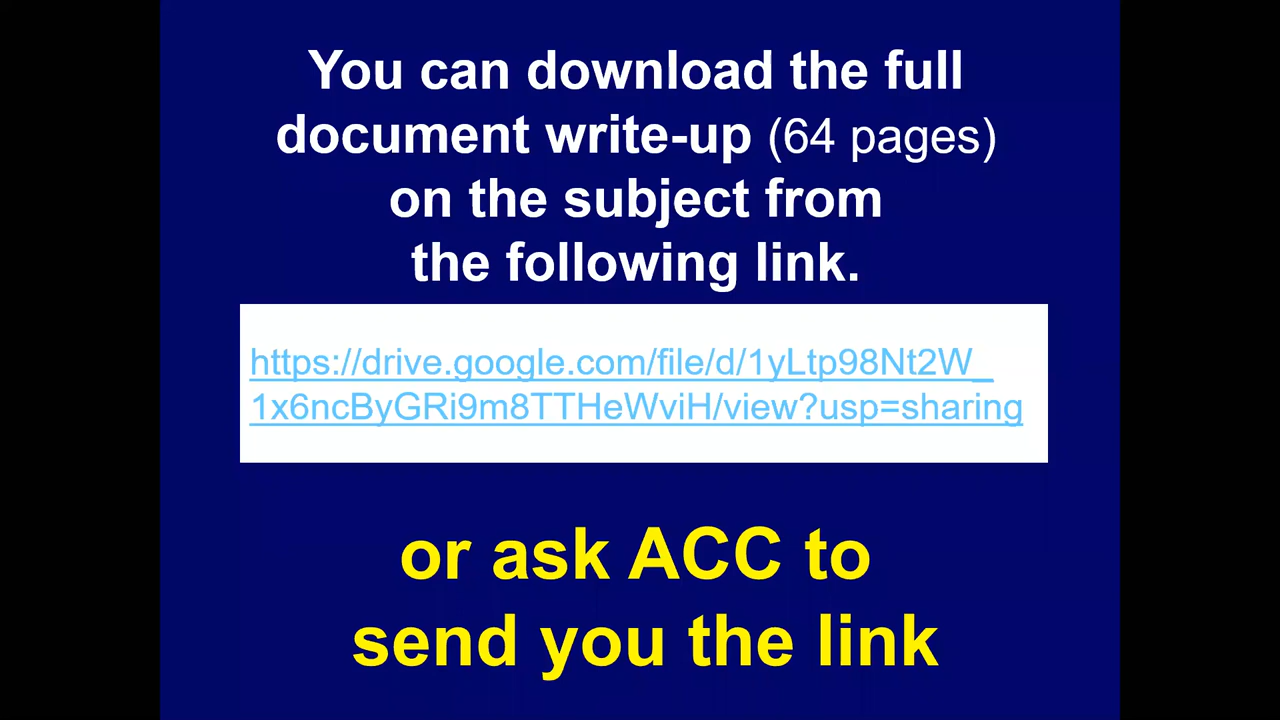 You can download the full
document write-up (64 pages)
on the subject from
the following link.
https://drive.google.com/file/d/1yLtp98Nt2W_
1x6ncByGRi9m8TTHeWviH/view?usp=sharing
or ask ACC to
send you the link